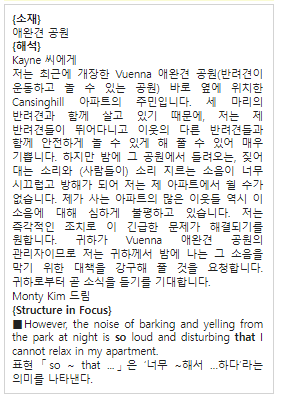 {소재}
애완견 공원
{해석}
Kayne 씨에게
저는 최근에 개장한 Vuenna 애완견 공원(반려견이
운동하고 놀 수 있는 공원) 바로 옆에 위치한
Cansinghill 아파트의 주민입니다. 세 마리의
반려견과 함께 살고 있기 때문에, 저는 제
반려견들이 뛰어다니고 이웃의 다른 반려견들과
함께 안전하게 놀 수 있게 해 줄 수 있어 매우
기쁩니다. 하지만 밤에 그 공원에서 들려오는, 짖어
대는 소리와 (사람들이) 소리 지르는 소음이 너무
시끄럽고 방해가 되어 저는 제 아파트에서 쉴 수가
없습니다. 제가 사는 아파트의 많은 이웃들 역시 이
소음에 대해 심하게 불평하고 있습니다. 저는
즉각적인 조치로 이 긴급한 문제가 해결되기를
원합니다. 귀하가 Vuenna 애완견 공원의
관리자이므로 저는 귀하께서 밤에 나는 그 소음을
막기 위한 대책을 강구해 줄 것을 요청합니다.
귀하로부터 곧 소식을 듣기를 기대합니다.
Monty Kim 드림
{Structure in Focus}
■However, the noise of barking and yelling from
the park at night is so loud and disturbing that I
cannot relax in my apartment.
표현「so ~ that ...」은 ‘너무 ~해서 ...하다’라는
의미를 나타낸다.